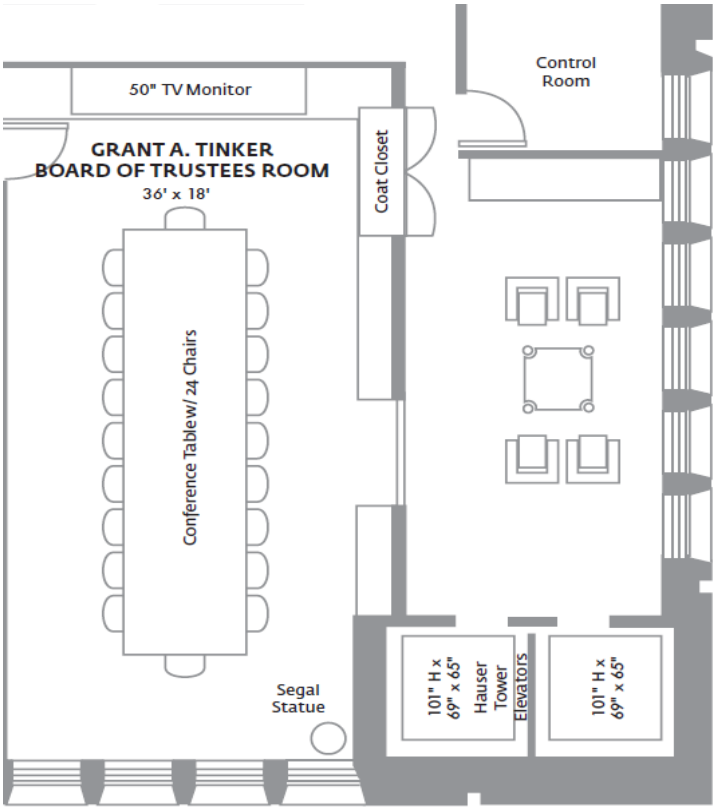 50" TV Monitor
Control
Room
GRANT A. TINKER
BOARD OF TRUSTEES ROOM
36' x 18'
Coat Closet
Conference Table w/ 24 Chairs
Segal
Statue
101" H x
69" x 65"
Hauser
Tower
Elevators
101" H x
69" x 65"